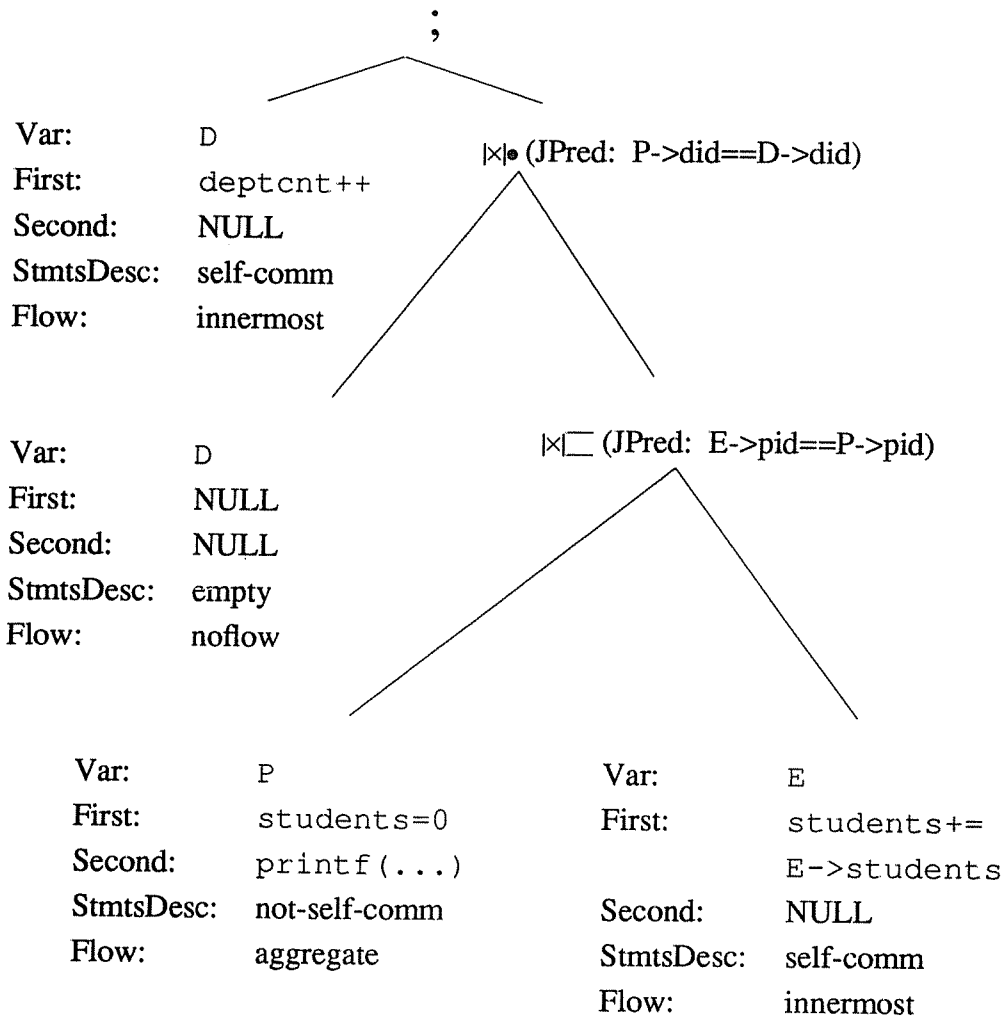 ;
Var: D
First: deptcnt++
Second: NULL
StmtsDesc: self-comm
Flow: innermost
|×|• (JPred: P->did==D->did)
Var: D
First: NULL
Second: NULL
StmtsDesc: empty
Flow: noflow
|×|⊏ (JPred: E->pid==P->pid)
Var: P
First: students=0
Second: printf(...)
StmtsDesc: not-self-comm
Flow: aggregate
Var: E
First: students+=
E->students
Second: NULL
StmtsDesc: self-comm
Flow: innermost